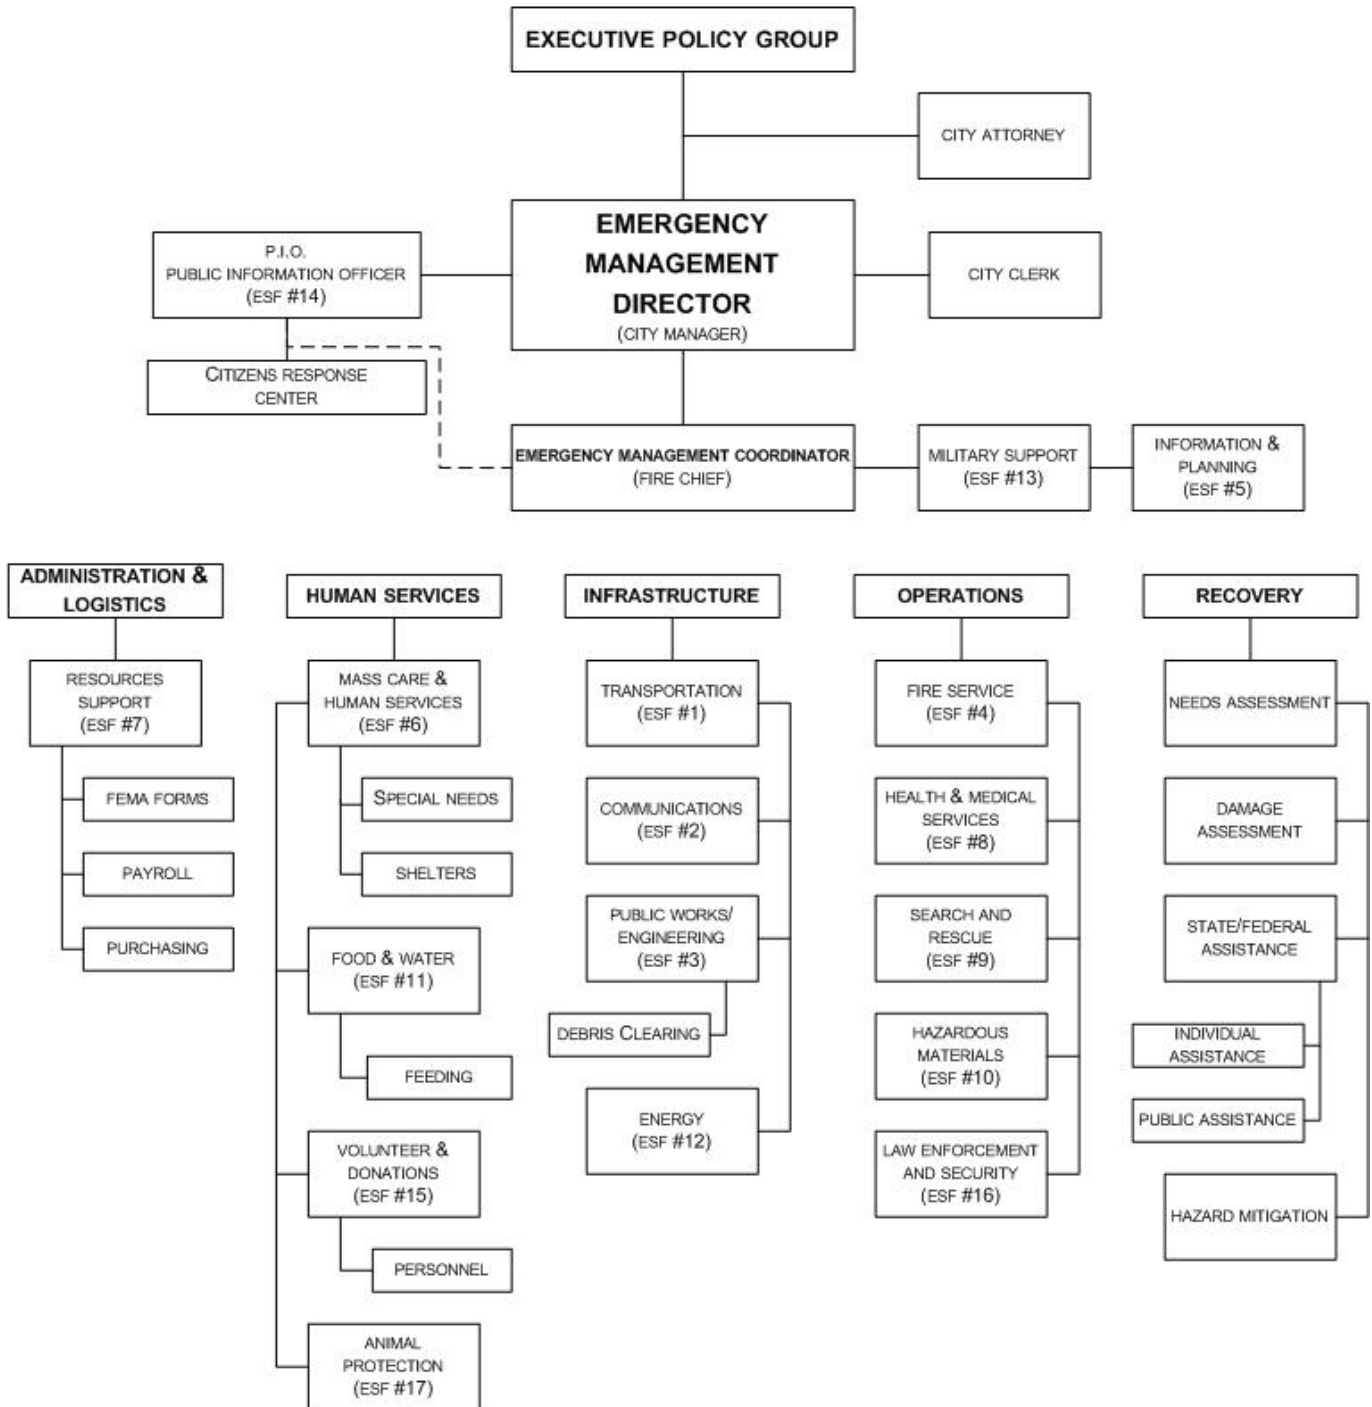 EXECUTIVE POLICY GROUP
CITY ATTORNEY
EMERGENCY
MANAGEMENT
DIRECTOR
(CITY MANAGER)
P.I.O.
PUBLIC INFORMATION OFFICER
(ESF #14)
CITY CLERK
CITIZENS RESPONSE
CENTER
EMERGENCY MANAGEMENT COORDINATOR
(FIRE CHIEF)
MILITARY SUPPORT
(ESF #13)
INFORMATION &
PLANNING
(ESF #5)
ADMINISTRATION &
LOGISTICS
RESOURCES
SUPPORT
(ESF #7)
FEMA FORMS
PAYROLL
PURCHASING
HUMAN SERVICES
MASS CARE &
HUMAN SERVICES
(ESF #6)
SPECIAL NEEDS
SHELTERS
FOOD & WATER
(ESF #11)
FEEDING
VOLUNTEER &
DONATIONS
(ESF #15)
PERSONNEL
ANIMAL
PROTECTION
(ESF #17)
INFRASTRUCTURE
TRANSPORTATION
(ESF #1)
COMMUNICATIONS
(ESF #2)
PUBLIC WORKS/
ENGINEERING
(ESF #3)
DEBRIS CLEARING
ENERGY
(ESF #12)
OPERATIONS
FIRE SERVICE
(ESF #4)
HEALTH & MEDICAL
SERVICES
(ESF #8)
SEARCH AND
RESCUE
(ESF #9)
HAZARDOUS
MATERIALS
(ESF #10)
LAW ENFORCEMENT
AND SECURITY
(ESF #16)
RECOVERY
NEEDS ASSESSMENT
DAMAGE
ASSESSMENT
STATE/FEDERAL
ASSISTANCE
INDIVIDUAL
ASSISTANCE
PUBLIC ASSISTANCE
HAZARD MITIGATION